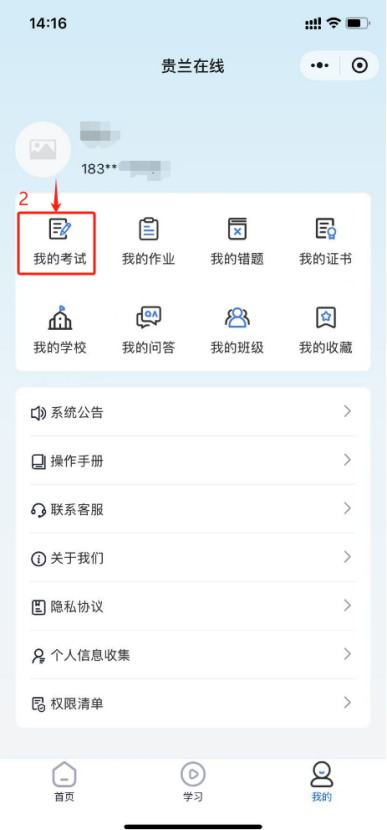 14:16
贵兰在线
183**
2
我的考试 我的作业 我的错题 我的证书
我的学校 我的问答 我的班级 我的收藏
系统公告
操作手册
联系客服
关于我们
隐私协议
个人信息收集
权限清单
首页 学习 我的